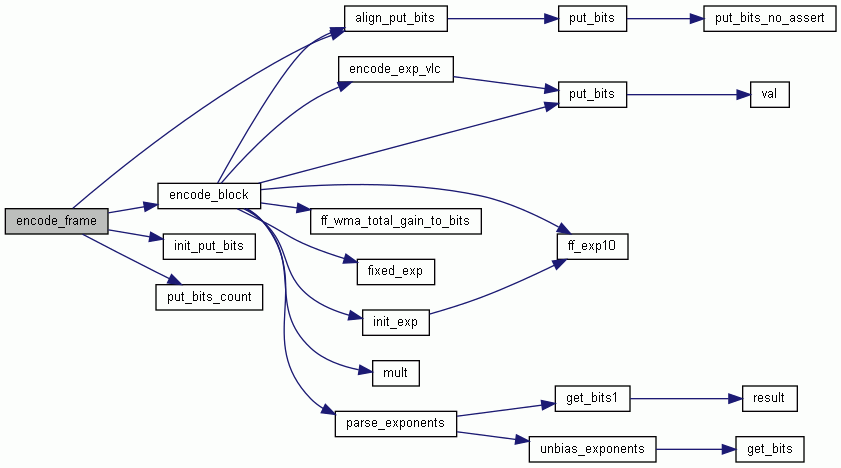 align_put_bits
put_bits
put_bits_no_assert
encode_exp_vlc
put_bits
val
encode_block
encode_frame
ff_wma_total_gain_to_bits
init_put_bits
ff_exp10
fixed_exp
put_bits_count
init_exp
mult
get_bits1
result
parse_exponents
unbias_exponents
get_bits